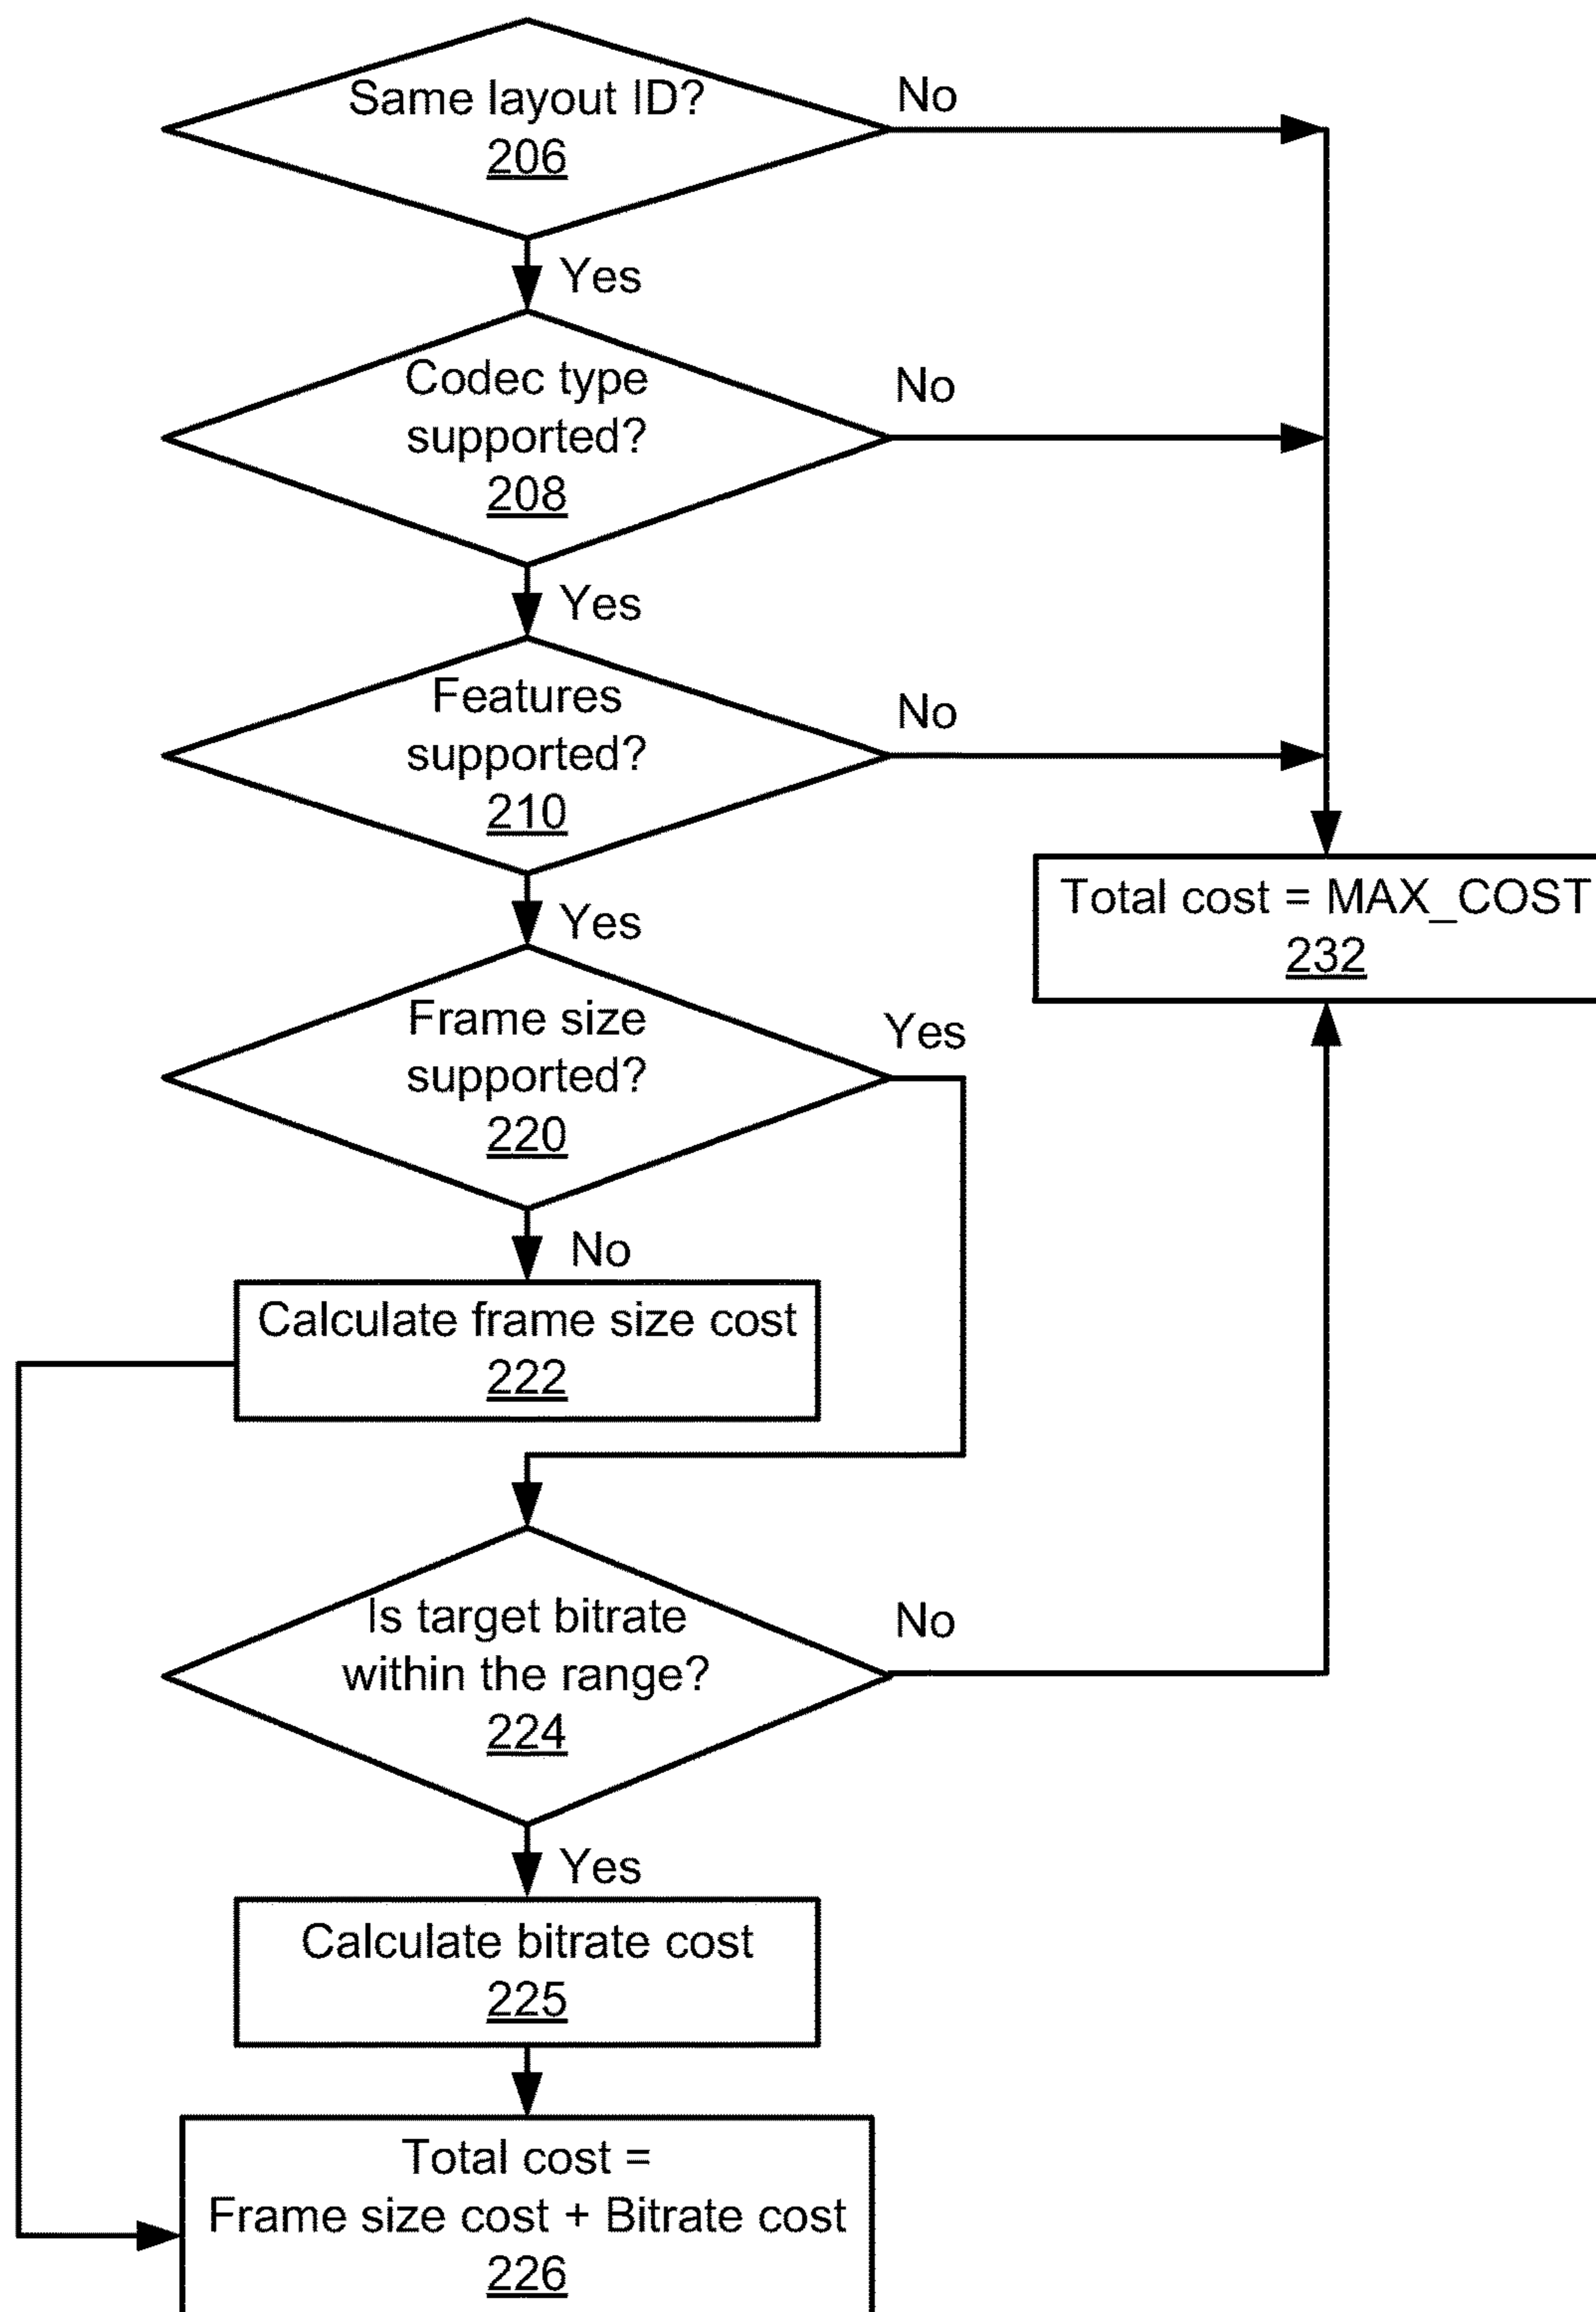 Same layout ID?
206
No
Yes
Codec type
supported?
208
No
Yes
Features
supported?
210
No
Yes
Total cost = MAX_COST
232
Frame size
supported?
220
Yes
No
Calculate frame size cost
222
Is target bitrate
within the range?
224
No
Yes
Calculate bitrate cost
225
Total cost =
Frame size cost + Bitrate cost
226